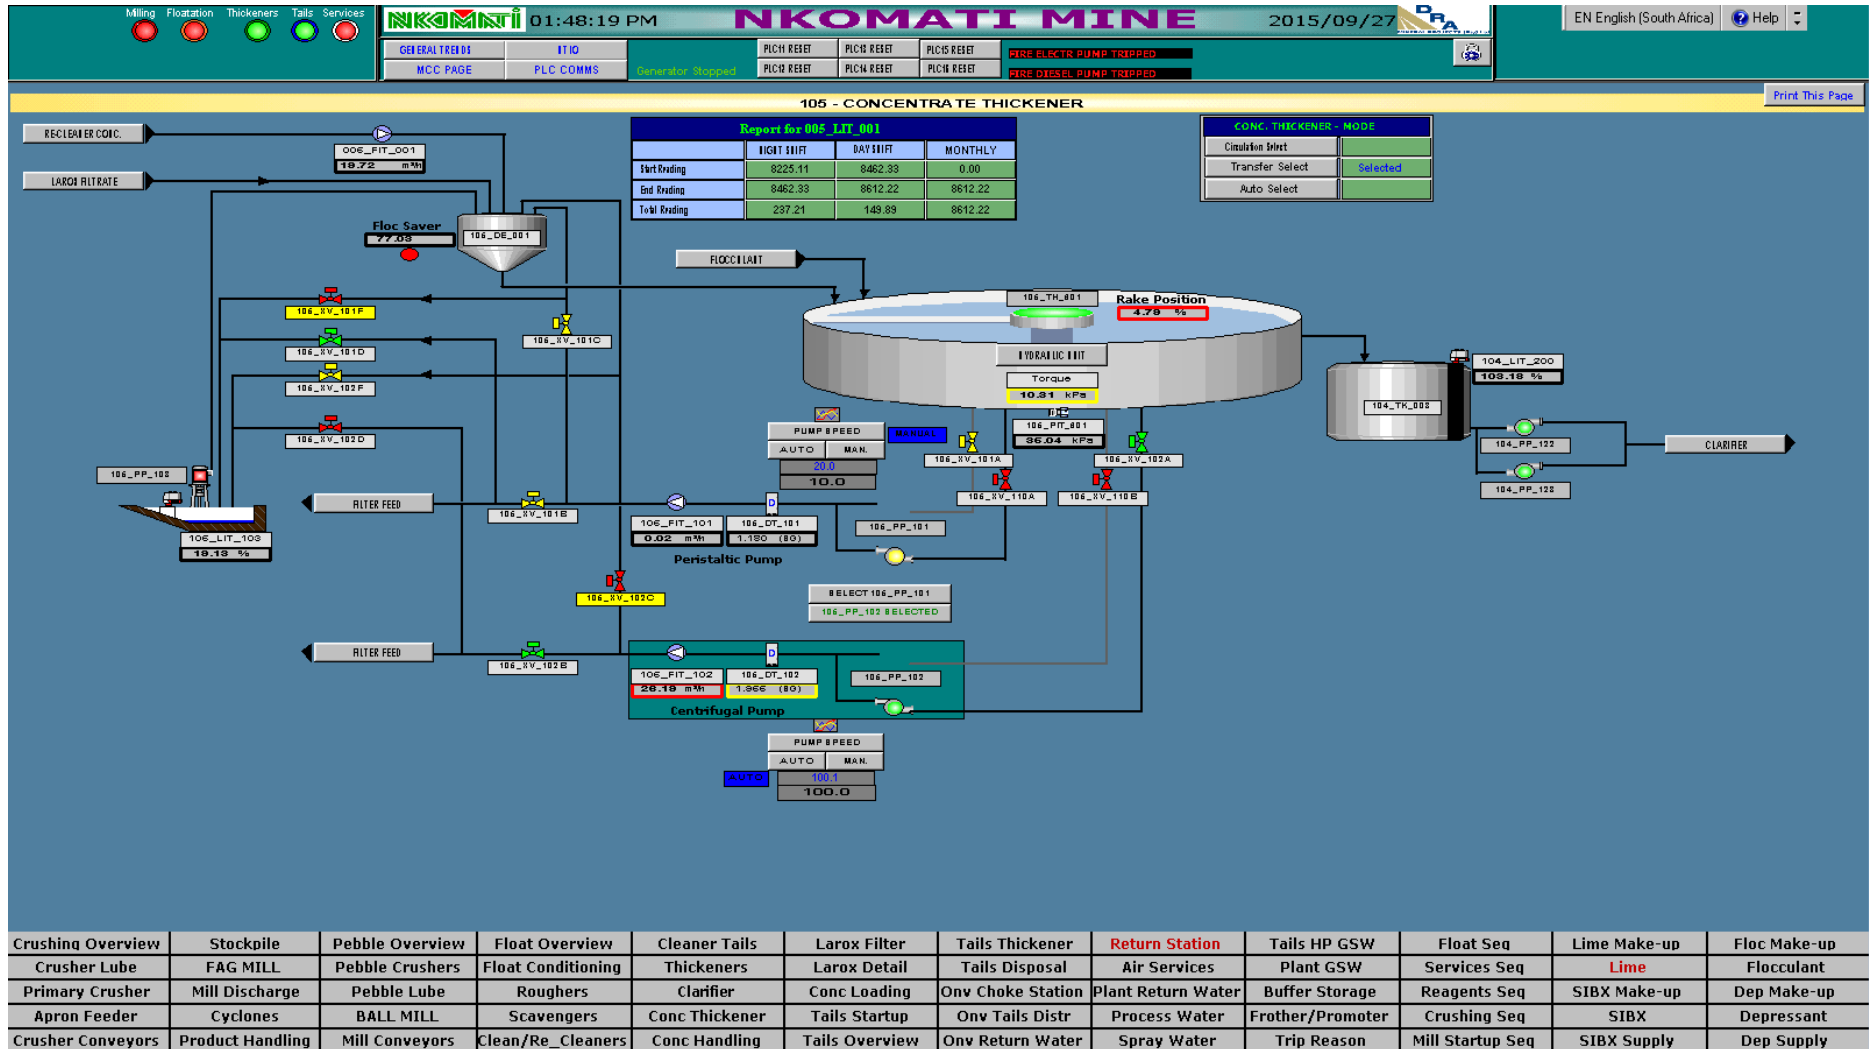 Milling Floatation Thickeners Tails Services
NKOMATI 01:48:19 PM NKOMATI MINE 2015/09/27 DRA
EN English (South Africa) Help
GENERAL TRENDS
MCC PAGE PLC COMMS
Generator Stopped
PLC11 RESET PLC13 RESET PLC15 RESET
PLC12 RESET PLC14 RESET PLC16 RESET
FIRE ELECTR PUMP TRIPPED
FIRE DIESEL PUMP TRIPPED
105 - CONCENTRATE THICKENER
Print This Page
RE-CLEANER CONC.
006_FIT_001
19.72 m³/h
LAROX FILTRATE
Report for 005_LIT_001
NIGHT SHIFT DAY SHIFT MONTHLY
Start Reading 8225.11 8462.33 0.00
End Reading 8462.33 8612.22 8612.22
Total Reading 237.21 149.89 8612.22
CONC. THICKENER - MODE
Circulation Select
Transfer Select Selected
Auto Select
Floc Saver
77.03
106_DE_001
FLOCCULANT
106_TH_601
Rake Position
4.79 %
106_XV_101F
106_XV_101C
106_XV_101D
106_XV_102F
106_XV_102D
HYDRAULIC UNIT
Torque
10.31 kPa
106_PIT_601
36.04 kPa
104_LIT_200
103.18 %
104_TK_003
104_PP_122
104_PP_123
CLARIFIER
PUMP SPEED
AUTO MAN.
MANUAL
20.0
10.0
106_XV_101A
106_XV_102A
106_XV_110A
106_XV_110B
106_PP_103
106_LIT_103
19.13 %
FILTER FEED
106_XV_101B
106_FIT_101
0.02 m³/h
106_DT_101
1.180 (SG)
106_PP_101
Peristaltic Pump
106_XV_102C
SELECT 106_PP_101
106_PP_102 SELECTED
FILTER FEED
106_XV_102B
106_FIT_102
26.19 m³/h
106_DT_102
1.966 (SG)
106_PP_102
Centrifugal Pump
PUMP SPEED
AUTO MAN.
AUTO
100.1
100.0
Crushing Overview Stockpile Pebble Overview Float Overview Cleaner Tails Larox Filter Tails Thickener Return Station Tails HP GSW Float Seq Lime Make-up Floc Make-up
Crusher Lube FAG MILL Pebble Crushers Float Conditioning Thickeners Larox Detail Tails Disposal Air Services Plant GSW Services Seq Lime Flocculant
Primary Crusher Mill Discharge Pebble Lube Roughers Clarifier Conc Loading Onv Choke Station Plant Return Water Buffer Storage Reagents Seq SIBX Make-up Dep Make-up
Apron Feeder Cyclones BALL MILL Scavengers Conc Thickener Tails Startup Onv Tails Distr Process Water Frother/Promoter Crushing Seq SIBX Depressant
Crusher Conveyors Product Handling Mill Conveyors Clean/Re_Cleaners Conc Handling Tails Overview Onv Return Water Spray Water Trip Reason Mill Startup Seq SIBX Supply Dep Supply